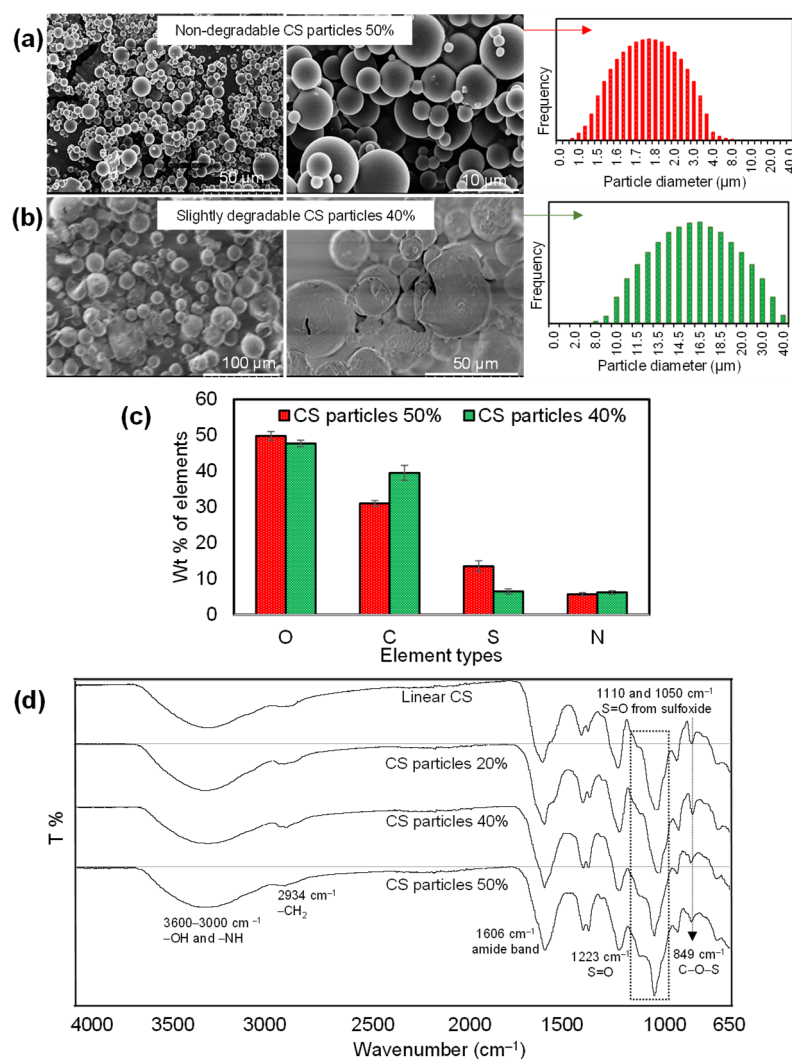 (a)
Non-degradable CS particles 50%
50 µm
10 µm
Frequency
0.0 1.0 1.5 1.6 1.7 1.8 2.0 3.0 4.0 8.0 20.0 40.0
Particle diameter (µm)
(b)
Slightly degradable CS particles 40%
100 µm
50 µm
Frequency
0.0 2.0 8.0 10.0 11.5 13.5 14.5 16.5 18.0 20.0 30.0 40.0
Particle diameter (µm)
(c)
CS particles 50%
CS particles 40%
Wt % of elements
60
50
40
30
20
10
0
O C S N
Element types
(d)
Linear CS
1110 and 1050 cm⁻¹
S=O from sulfoxide
CS particles 20%
CS particles 40%
CS particles 50%
T %
3600–3000 cm⁻¹
–OH and –NH
2934 cm⁻¹
–CH₂
1606 cm⁻¹
amide band
1223 cm⁻¹
S=O
849 cm⁻¹
C–O–S
4000 3000 2000 1500 1000 650
Wavenumber (cm⁻¹)